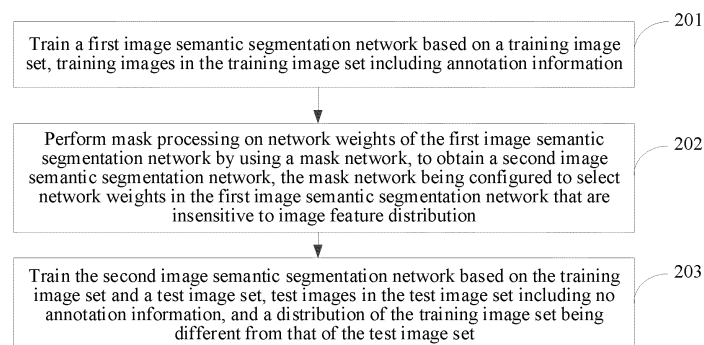 201
Train a first image semantic segmentation network based on a training image
set, training images in the training image set including annotation information
Perform mask processing on network weights of the first image semantic
segmentation network by using a mask network, to obtain a second image
semantic segmentation network, the mask network being configured to select
network weights in the first image semantic segmentation network that are
insensitive to image feature distribution
202
Train the second image semantic segmentation network based on the training
image set and a test image set, test images in the test image set including no
annotation information, and a distribution of the training image set being
different from that of the test image set
203